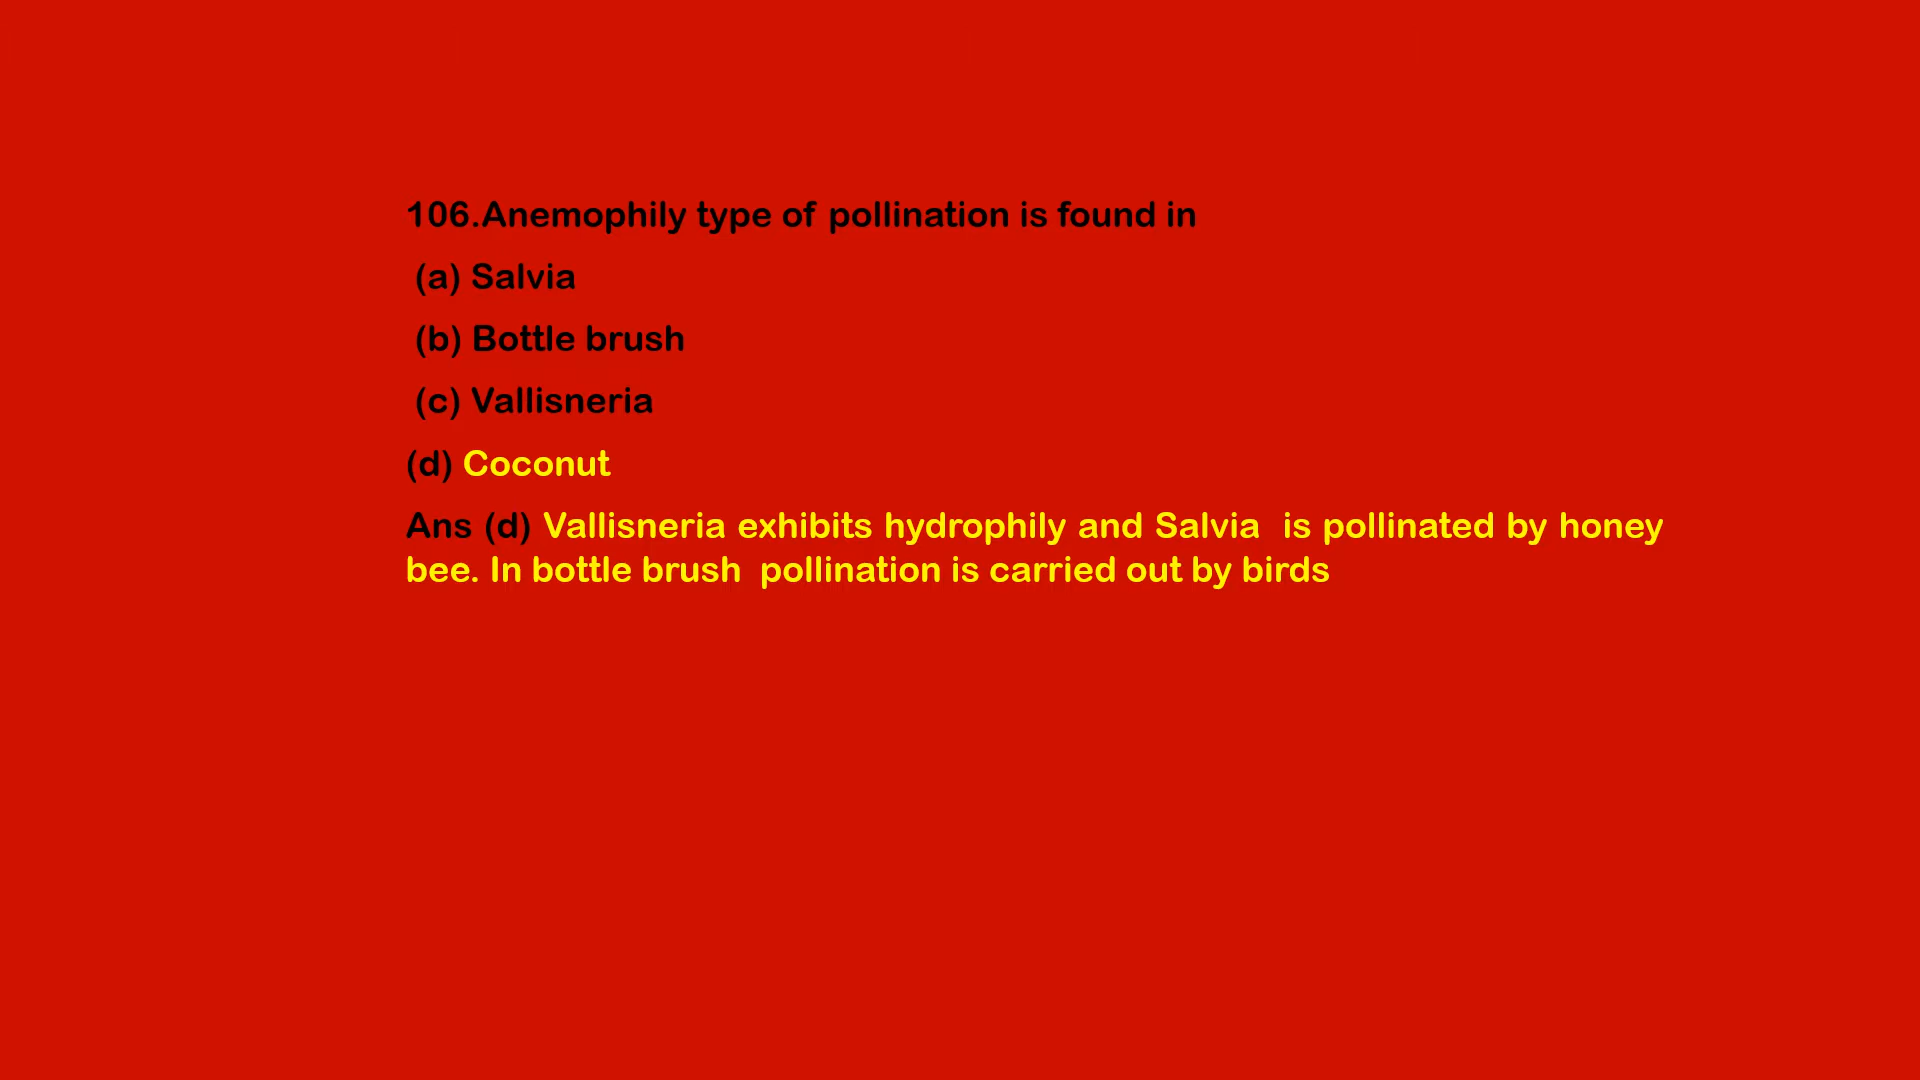 106.Anemophily type of pollination is found in
(a) Salvia
(b) Bottle brush
(c) Vallisneria
(d) Coconut
Ans (d) Vallisneria exhibits hydrophily and Salvia  is pollinated by honey
bee. In bottle brush  pollination is carried out by birds